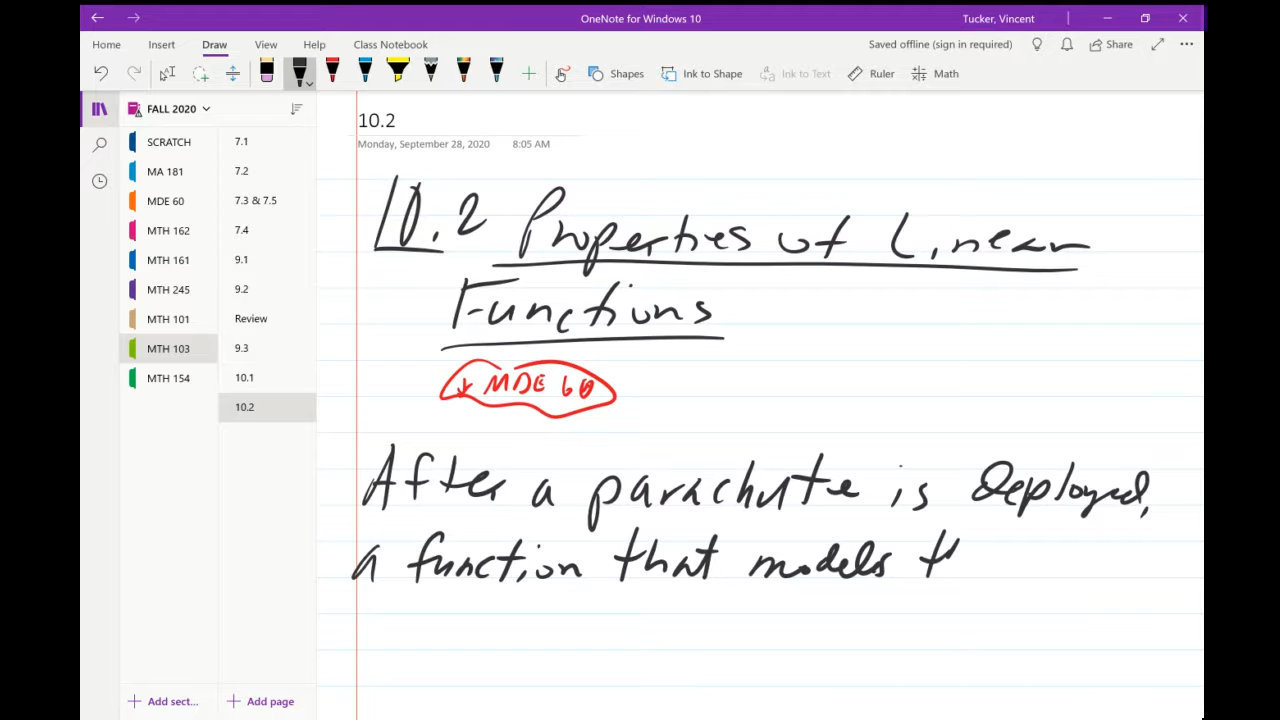 OneNote for Windows 10
Tucker, Vincent
Home Insert Draw View Help Class Notebook
Saved offline (sign in required) Share
Shapes Ink to Shape Ink to Text Ruler Math
FALL 2020
SCRATCH
MA 181
MDE 60
MTH 162
MTH 161
MTH 245
MTH 101
MTH 103
MTH 154
Add sect...
7.1
7.2
7.3 & 7.5
7.4
9.1
9.2
Review
9.3
10.1
10.2
Add page
10.2
Monday, September 28, 2020 8:05 AM
10.2 Properties of Linear
Functions
↓ MDE 60
After a parachute is deployed,
a function that models th